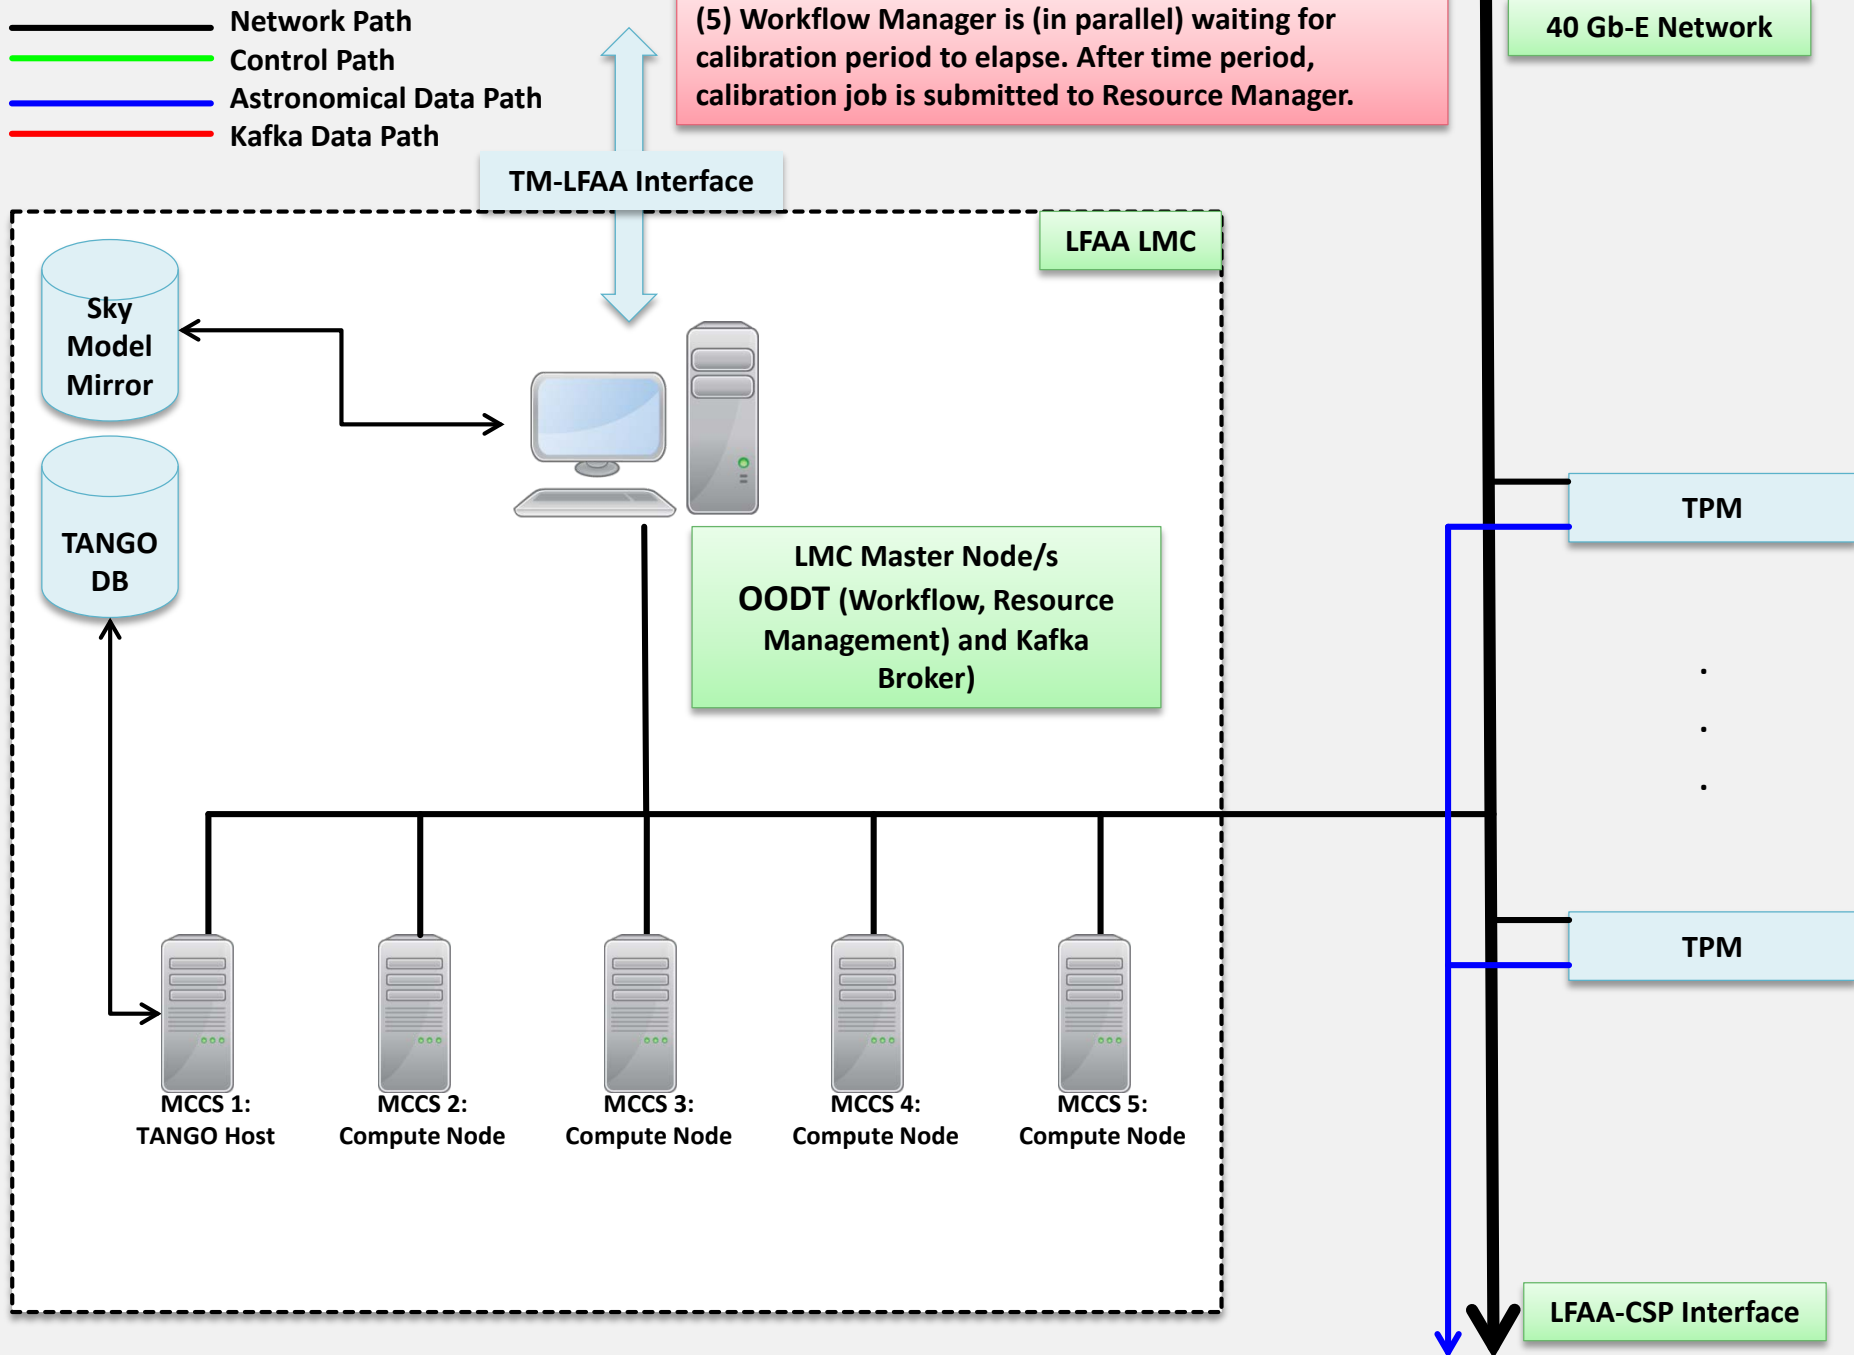 Network Path
Control Path
Astronomical Data Path
Kafka Data Path
(5) Workflow Manager is (in parallel) waiting for
calibration period to elapse. After time period,
calibration job is submitted to Resource Manager.
40 Gb-E Network
TM-LFAA Interface
LFAA LMC
Sky
Model
Mirror
TANGO
DB
LMC Master Node/s
OODT (Workflow, Resource
Management) and Kafka
Broker)
TPM
.
.
.
TPM
MCCS 1:
TANGO Host
MCCS 2:
Compute Node
MCCS 3:
Compute Node
MCCS 4:
Compute Node
MCCS 5:
Compute Node
LFAA-CSP Interface